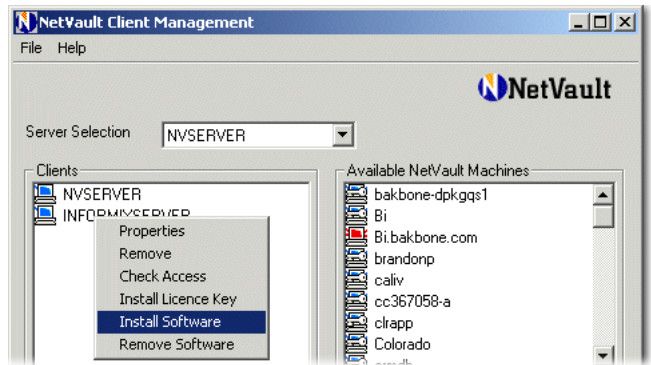 NetVault Client Management
File Help
NetVault
Server Selection NVSERVER
Clients
NVSERVER
INFORMIXSERVER
Properties
Remove
Check Access
Install Licence Key
Install Software
Remove Software
Available NetVault Machines
bakbone-dpkgqs1
Bi
Bi.bakbone.com
brandonp
caliv
cc367058-a
clrapp
Colorado